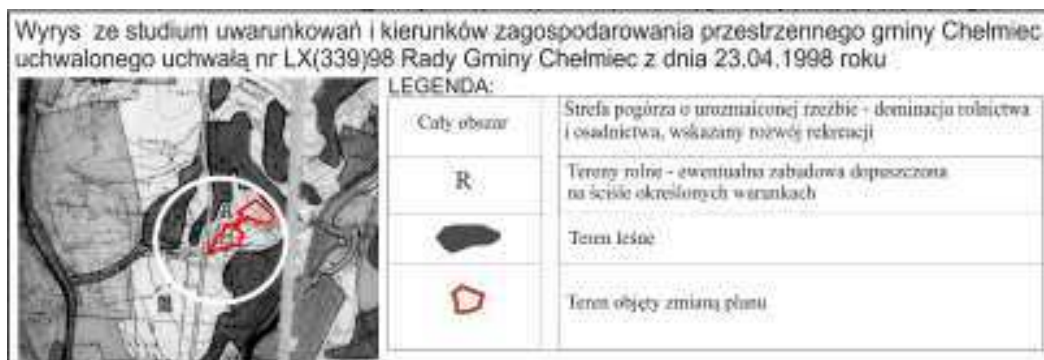 Wyrys ze studium uwarunkowań i kierunków zagospodarowania przestrzennego gminy Chełmiec
uchwalonego uchwałą nr LX(339)98 Rady Gminy Chełmiec z dnia 23.04.1998 roku
LEGENDA:
Cały obszar
Strefa pogórza o urozmaiconej rzeźbie - dominacja rolnictwa
i osadnictwa, wskazany rozwój rekreacji
R
Tereny rolne - ewentualna zabudowa dopuszczona
na ściśle określonych warunkach
Teren leśne
Teren objęty zmianą planu
R